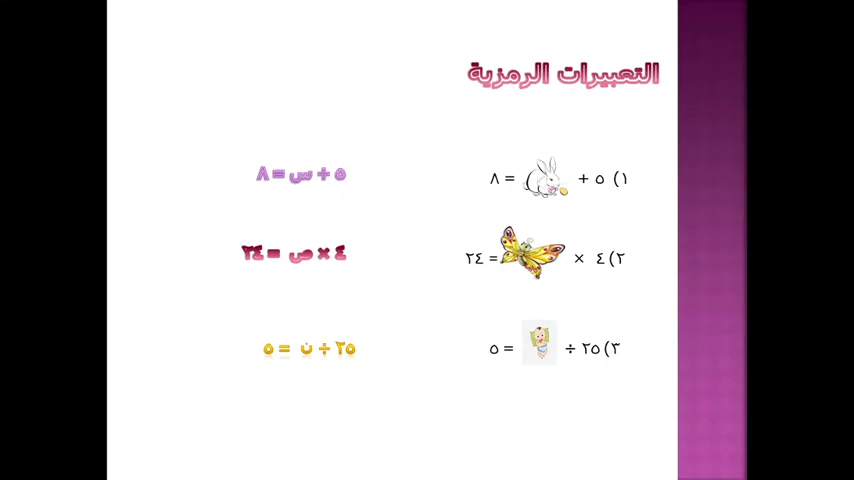 التعبيرات الرمزية
١) ٥ + = ٨
٥ + س = ٨
٢) ٤ × = ٢٤
٤ × ص = ٢٤
٣) ٢٥ ÷ = ٥
٢٥ ÷ ن = ٥